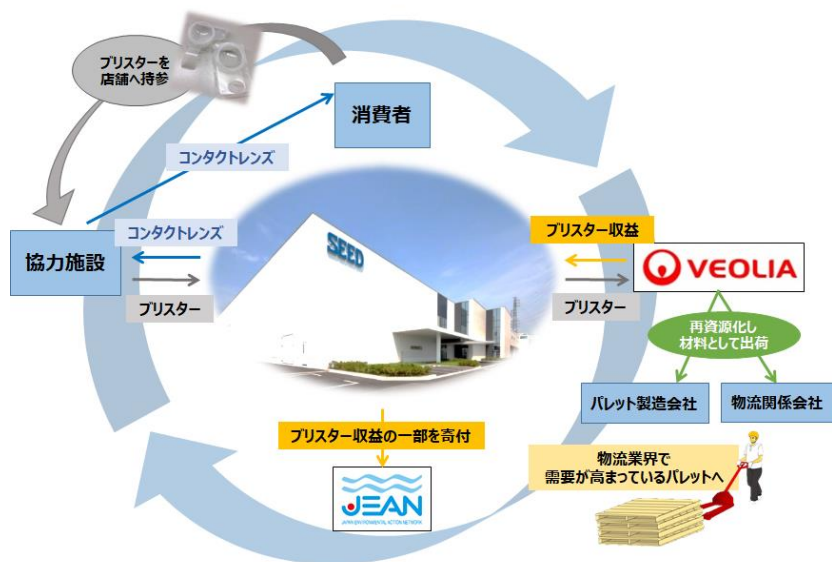 ブリスターを
店舗へ持参
消費者
コンタクトレンズ
コンタクトレンズ
協力施設
ブリスター
SEED
ブリスター収益
VEOLIA
ブリスター
再資源化し
材料として出荷
パレット製造会社
物流関係会社
ブリスター収益の一部を寄付
物流業界で
需要が高まっているパレットへ
JEAN
JAPAN ENVIRONMENTAL ACTION NETWORK